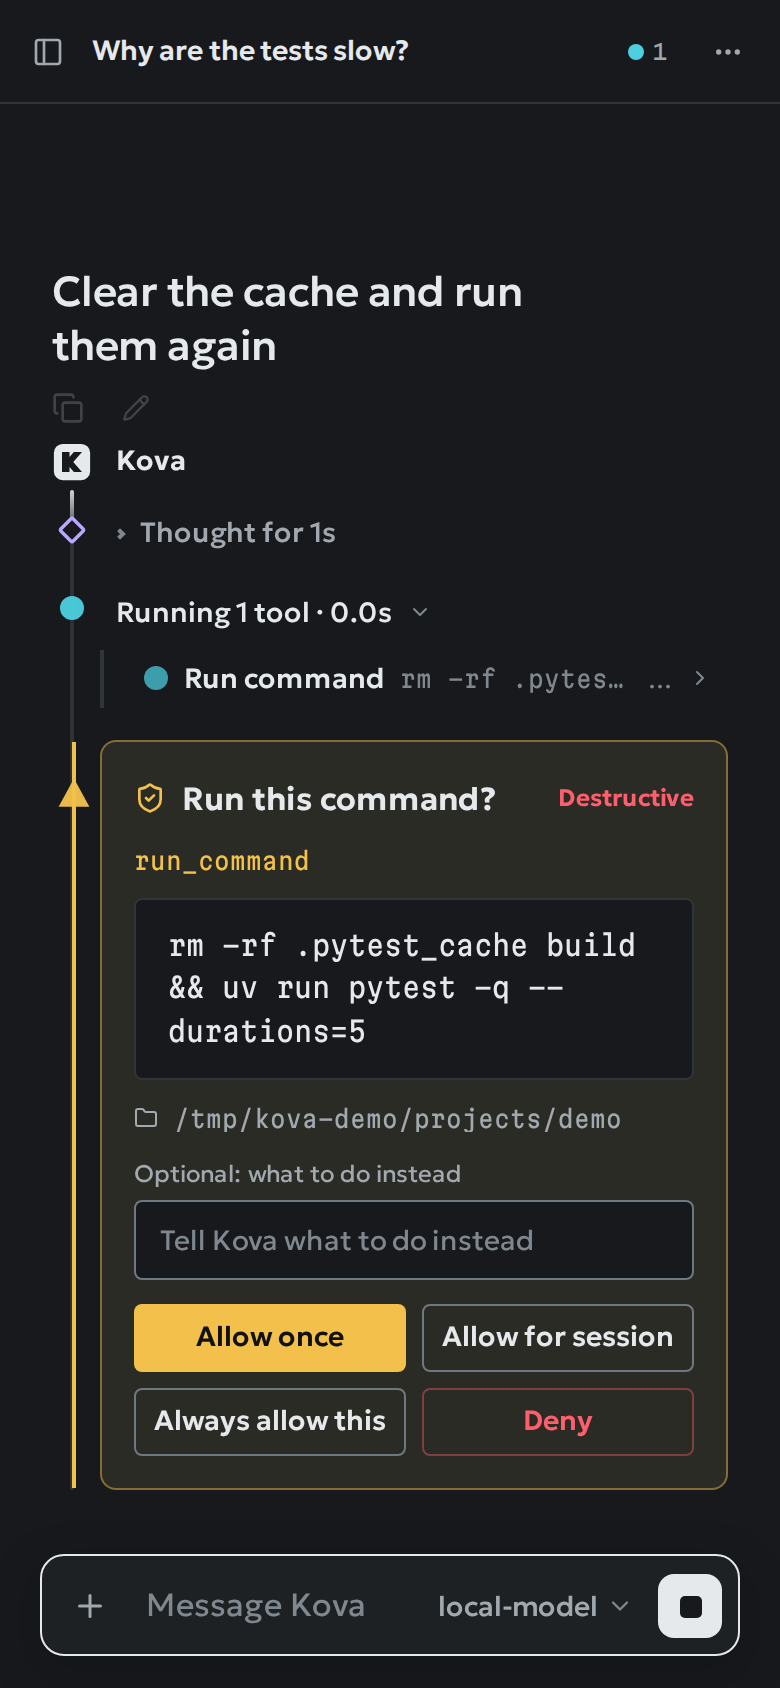 Why are the tests slow?
1
Clear the cache and run
them again
Kova
Thought for 1s
Running 1 tool · 0.0s
Run command rm -rf .pytes… …
Run this command?
Destructive
run_command
rm -rf .pytest_cache build
&& uv run pytest -q --
durations=5
/tmp/kova-demo/projects/demo
Optional: what to do instead
Tell Kova what to do instead
Allow once
Allow for session
Always allow this
Deny
Message Kova
local-model